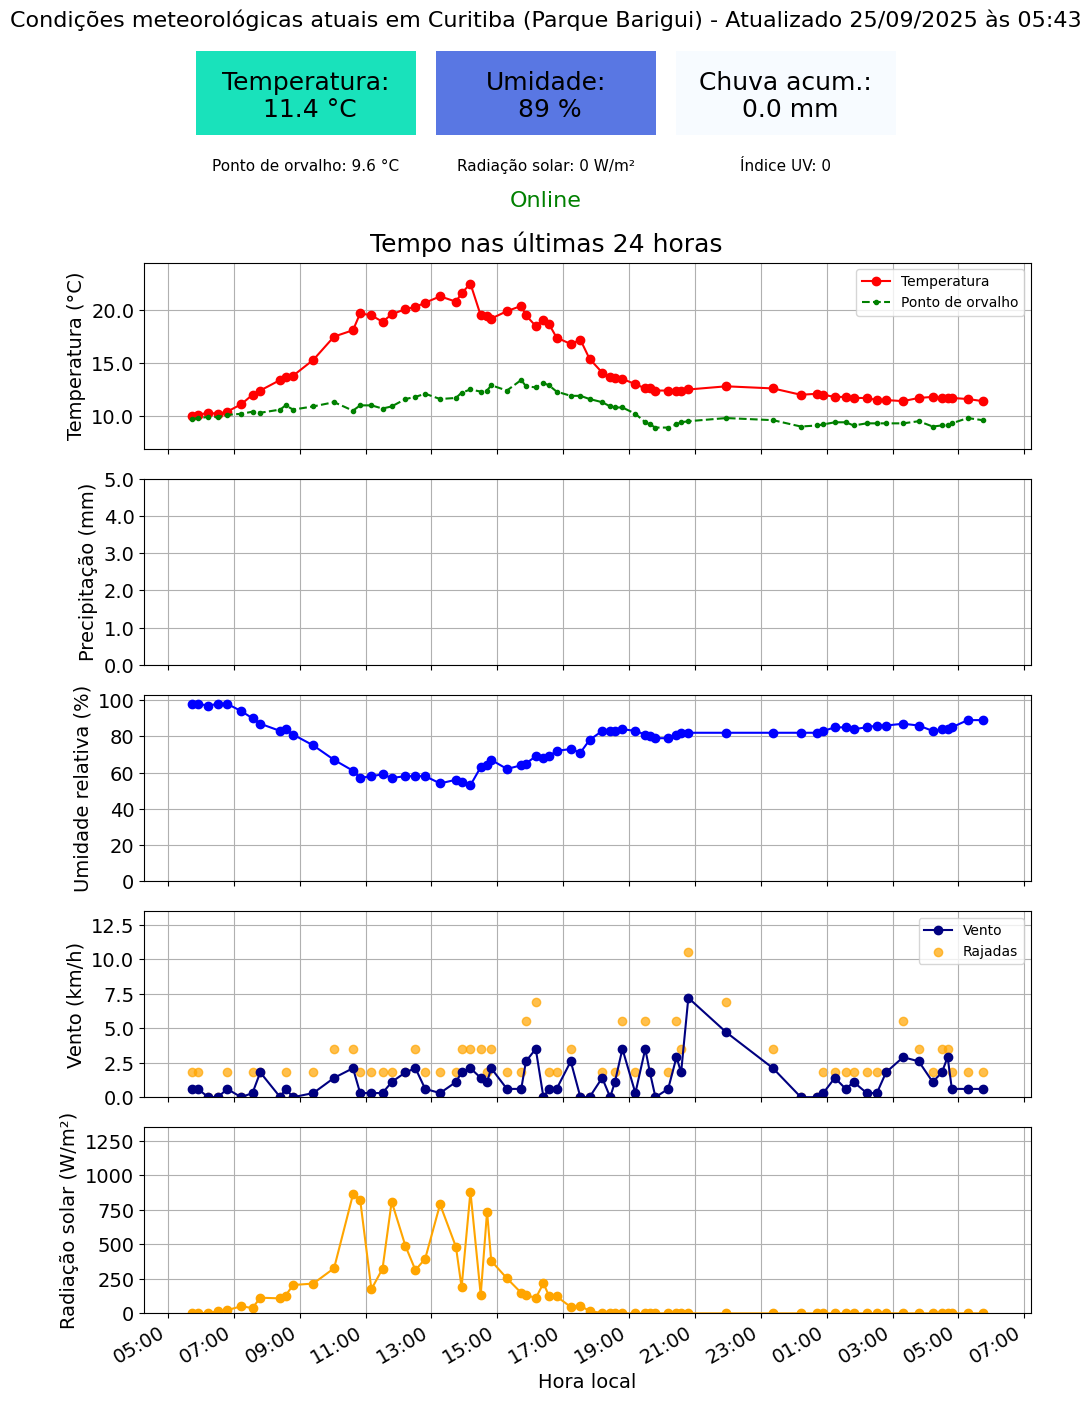 Condições meteorológicas atuais em Curitiba (Parque Barigui) - Atualizado 25/09/2025 às 05:43
Temperatura:
11.4 °C
Umidade:
89 %
Chuva acum.:
0.0 mm
Ponto de orvalho: 9.6 °C
Radiação solar: 0 W/m²
Índice UV: 0
Online
Tempo nas últimas 24 horas
Temperatura (°C)
20.0
15.0
10.0
Temperatura
Ponto de orvalho
Precipitação (mm)
5.0
4.0
3.0
2.0
1.0
0.0
Umidade relativa (%)
100
80
60
40
20
0
Vento (km/h)
12.5
10.0
7.5
5.0
2.5
0.0
Vento
Rajadas
Radiação solar (W/m²)
1250
1000
750
500
250
0
05:00
07:00
09:00
11:00
13:00
15:00
17:00
19:00
21:00
23:00
01:00
03:00
05:00
07:00
Hora local